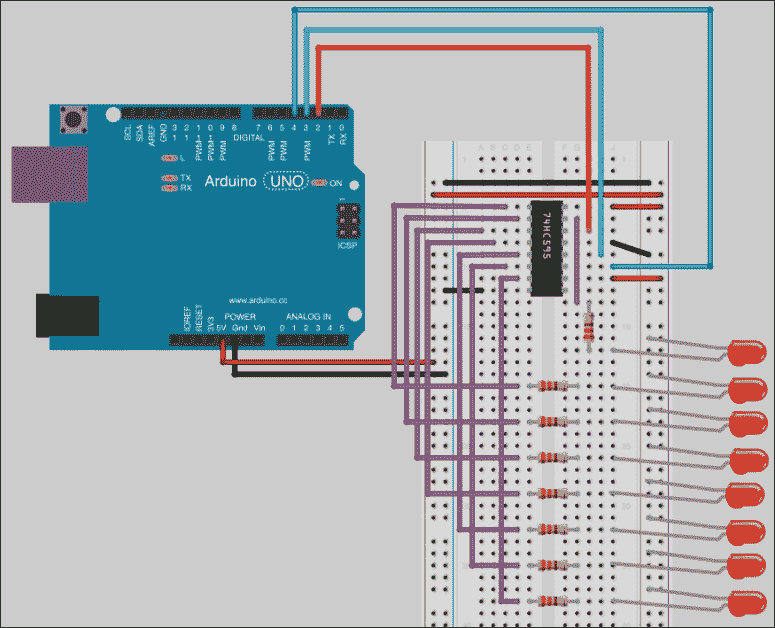 SCL
SDA
AREF
GND
13
12
PWM 11
PWM 10
PWM 9
8
7
PWM 6
PWM 5
4
PWM 3
2
TX 1
RX 0
DIGITAL
L
TX
RX
Arduino UNO
ON
1
ICSP
www.arduino.cc
POWER
ANALOG IN
IOREF
RESET
3V3
5V
Gnd
Vin
0 1 2 3 4 5
74HC595
A B C D E
F G
J